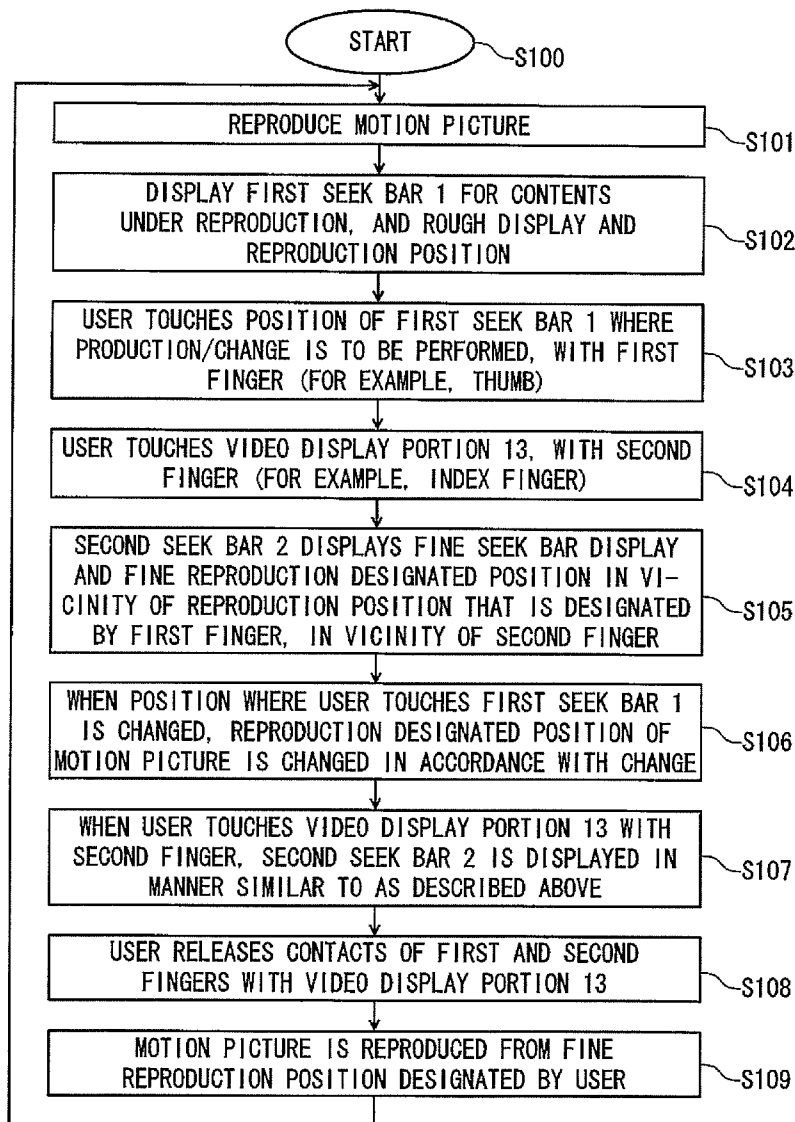 START
S100
REPRODUCE MOTION PICTURE
S101
DISPLAY FIRST SEEK BAR 1 FOR CONTENTS
UNDER REPRODUCTION, AND ROUGH DISPLAY AND
REPRODUCTION POSITION
S102
USER TOUCHES POSITION OF FIRST SEEK BAR 1 WHERE
PRODUCTION/CHANGE IS TO BE PERFORMED, WITH FIRST
FINGER (FOR EXAMPLE, THUMB)
S103
USER TOUCHES VIDEO DISPLAY PORTION 13, WITH SECOND
FINGER (FOR EXAMPLE, INDEX FINGER)
S104
SECOND SEEK BAR 2 DISPLAYS FINE SEEK BAR DISPLAY
AND FINE REPRODUCTION DESIGNATED POSITION IN VI-
CINITY OF REPRODUCTION POSITION THAT IS DESIGNATED
BY FIRST FINGER, IN VICINITY OF SECOND FINGER
S105
WHEN POSITION WHERE USER TOUCHES FIRST SEEK BAR 1
IS CHANGED, REPRODUCTION DESIGNATED POSITION OF
MOTION PICTURE IS CHANGED IN ACCORDANCE WITH CHANGE
S106
WHEN USER TOUCHES VIDEO DISPLAY PORTION 13 WITH
SECOND FINGER, SECOND SEEK BAR 2 IS DISPLAYED IN
MANNER SIMILAR TO AS DESCRIBED ABOVE
S107
USER RELEASES CONTACTS OF FIRST AND SECOND
FINGERS WITH VIDEO DISPLAY PORTION 13
S108
MOTION PICTURE IS REPRODUCED FROM FINE
REPRODUCTION POSITION DESIGNATED BY USER
S109